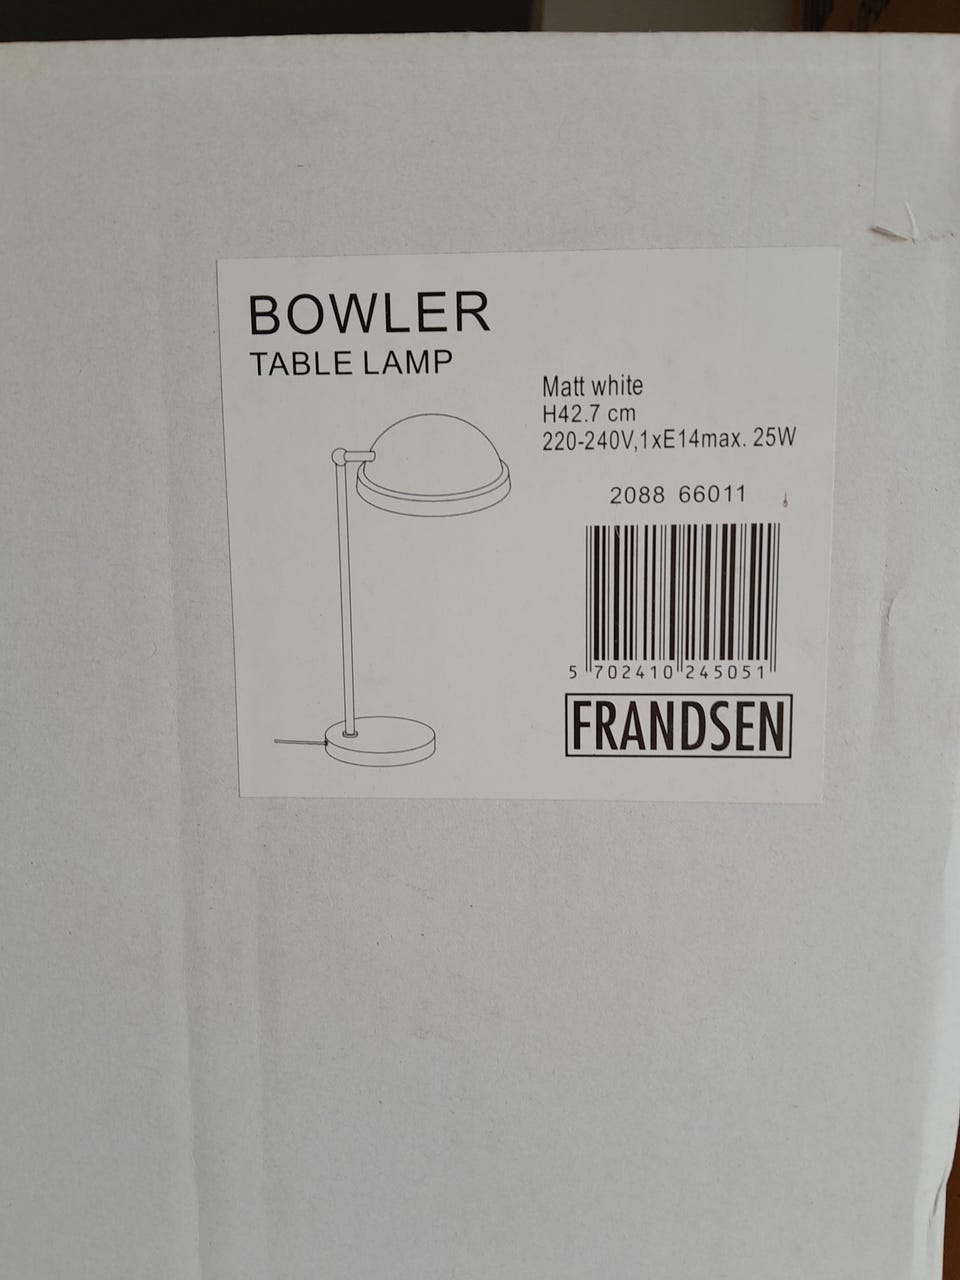 BOWLER
TABLE LAMP
Matt white
H42.7 cm
220-240V,1xE14max. 25W
2088 66011
5 702410 245051
FRANDSEN